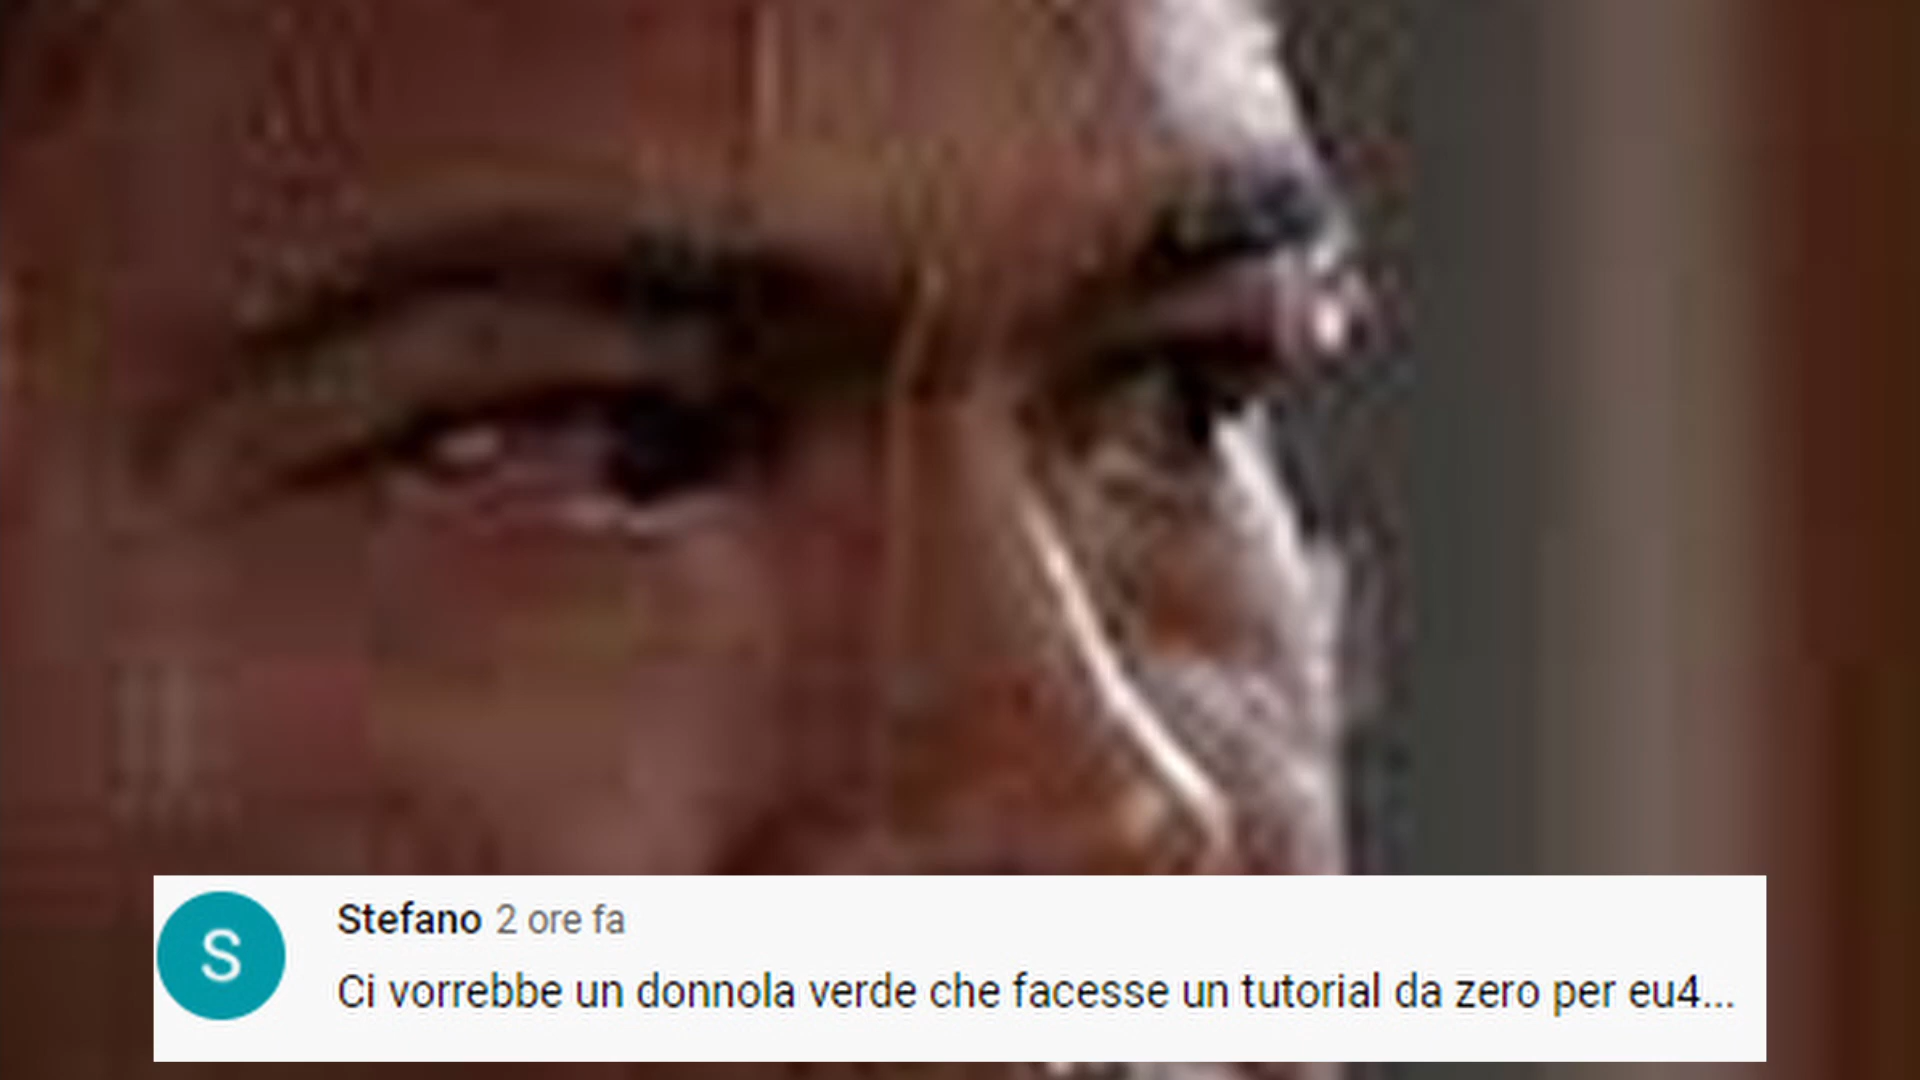 S
Stefano 2 ore fa
Ci vorrebbe un donnola verde che facesse un tutorial da zero per eu4...